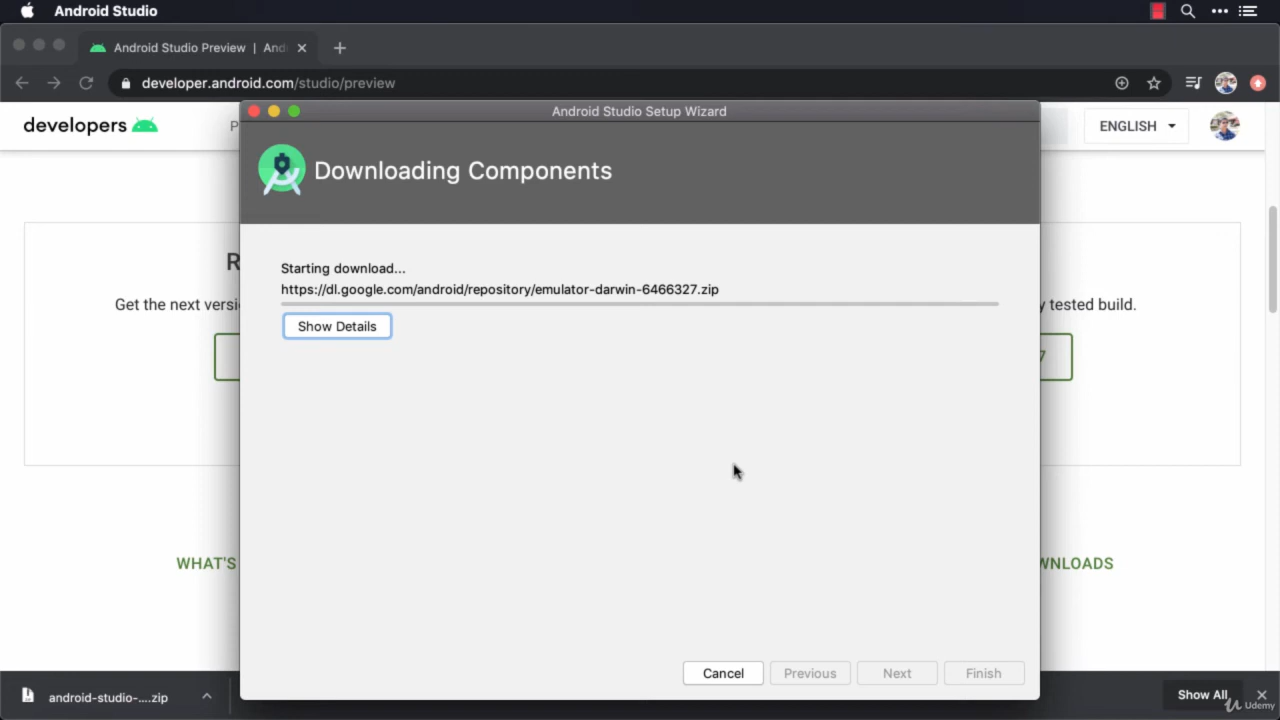 Android Studio
Android Studio Preview | And
developer.android.com/studio/preview
Android Studio Setup Wizard
developers
P
ENGLISH
Downloading Components
R
Starting download...
https://dl.google.com/android/repository/emulator-darwin-6466327.zip
Get the next versi
y tested build.
Show Details
7
WHAT'S
WNLOADS
Cancel
Previous
Next
Finish
android-studio-....zip
Show All
Udemy